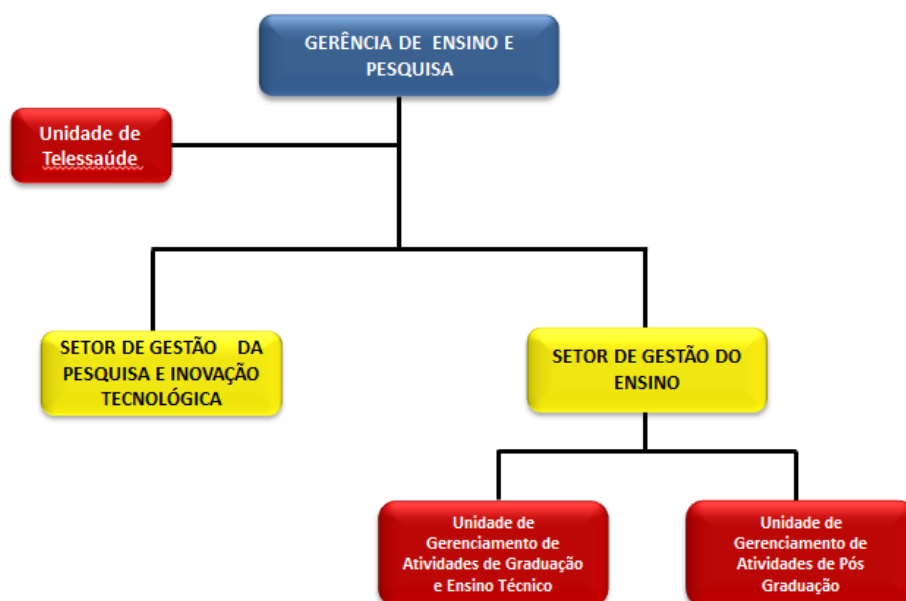 GERÊNCIA DE ENSINO E
PESQUISA
Unidade de
Telessaúde
SETOR DE GESTÃO DA
PESQUISA E INOVAÇÃO
TECNOLÓGICA
SETOR DE GESTÃO DO
ENSINO
Unidade de
Gerenciamento de
Atividades de Graduação
e Ensino Técnico
Unidade de
Gerenciamento de
Atividades de Pós
Graduação